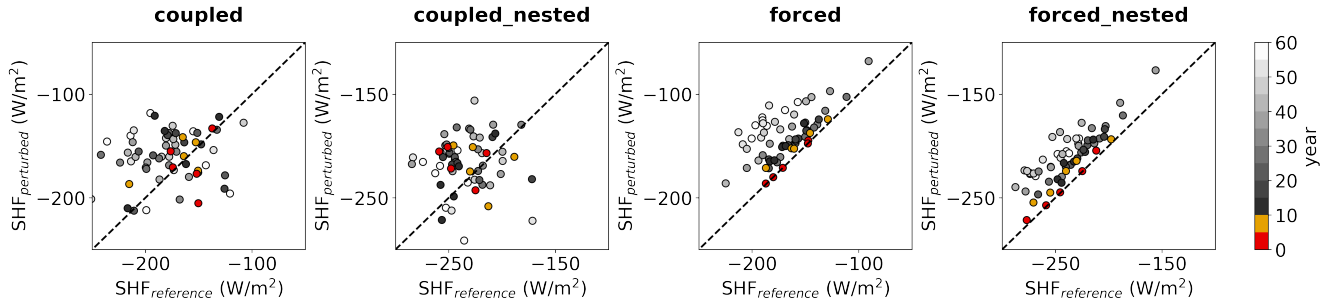 coupled
coupled_nested
forced
forced_nested
SHF_perturbed (W/m²)
−100
−200
−200
−100
SHF_reference (W/m²)
SHF_perturbed (W/m²)
−150
−250
−250
−150
SHF_reference (W/m²)
SHF_perturbed (W/m²)
−100
−200
−200
−100
SHF_reference (W/m²)
SHF_perturbed (W/m²)
−150
−250
−250
−150
SHF_reference (W/m²)
60
50
40
30
20
10
0
year